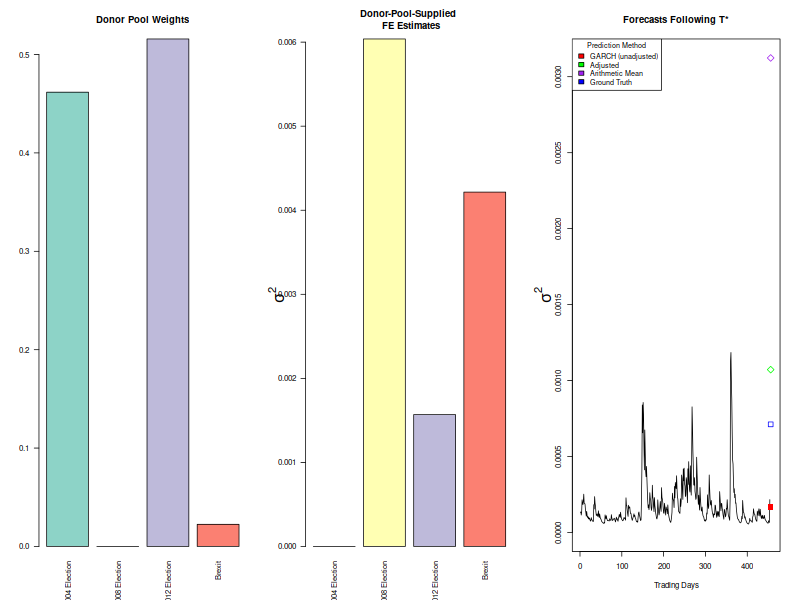 Donor Pool Weights
0.5
0.4
0.3
0.2
0.1
0.0
004 Election
008 Election
012 Election
Brexit
Donor-Pool-Supplied
FE Estimates
σ2
0.006
0.005
0.004
0.003
0.002
0.001
0.000
004 Election
008 Election
012 Election
Brexit
Forecasts Following T*
σ2
0.0030
0.0025
0.0020
0.0015
0.0010
0.0005
0.0000
Prediction Method
GARCH (unadjusted)
Adjusted
Arithmetic Mean
Ground Truth
0 100 200 300 400
Trading Days